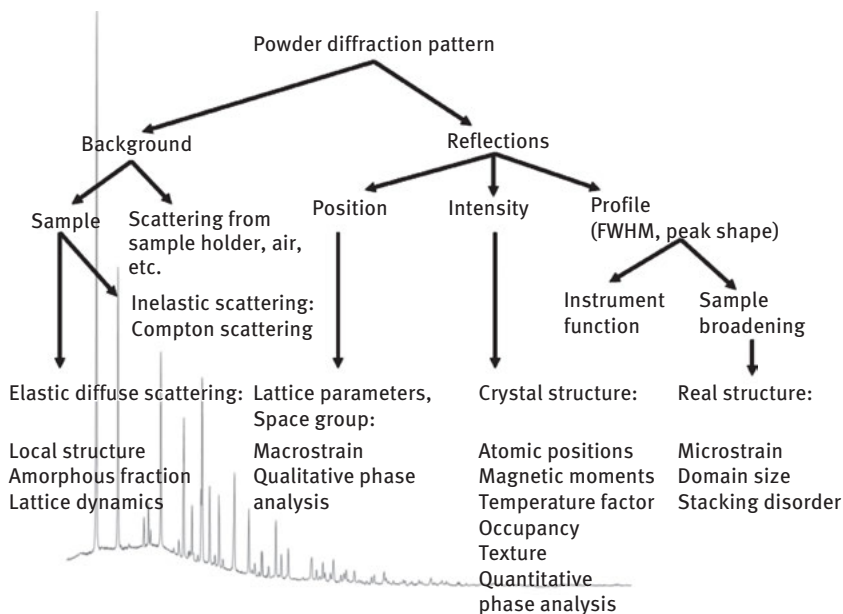 Powder diffraction pattern
Background
Reflections
Sample
Scattering from
sample holder, air,
etc.
Position
Intensity
Profile
(FWHM, peak shape)
Inelastic scattering:
Compton scattering
Instrument
function
Sample
broadening
Elastic diffuse scattering:
Local structure
Amorphous fraction
Lattice dynamics
Lattice parameters,
Space group:
Macrostrain
Qualitative phase
analysis
Crystal structure:
Atomic positions
Magnetic moments
Temperature factor
Occupancy
Texture
Quantitative
phase analysis
Real structure:
Microstrain
Domain size
Stacking disorder